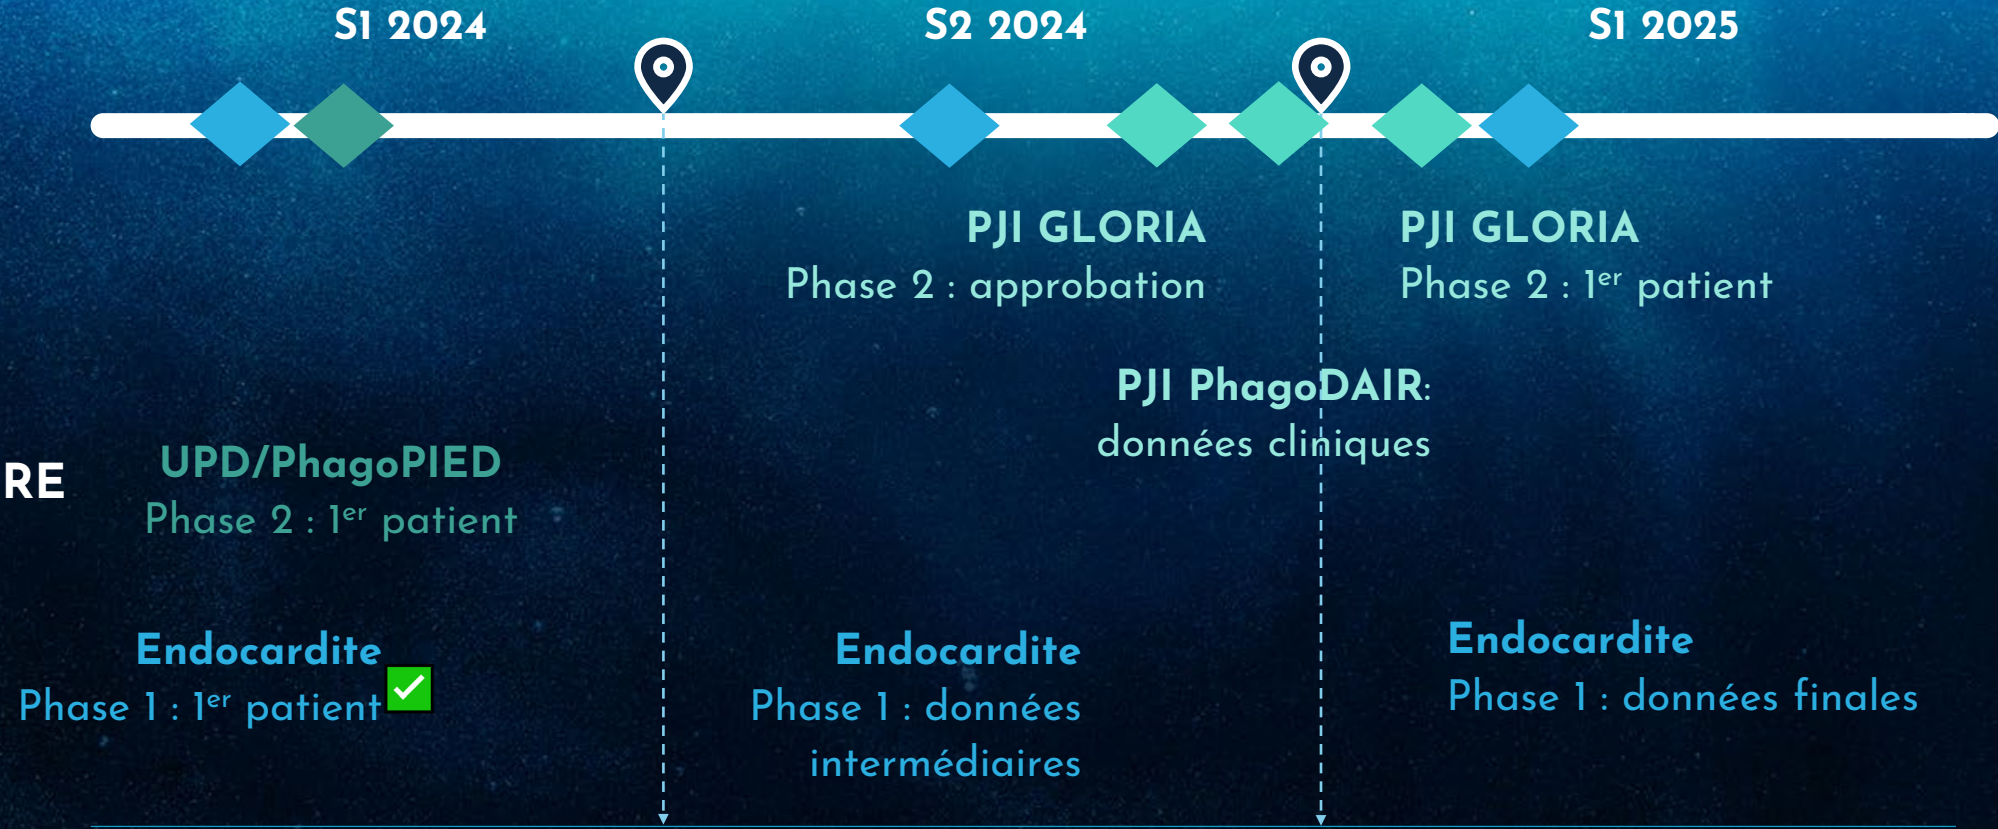 S1 2024
S2 2024
S1 2025
PJI GLORIA
Phase 2 : approbation
PJI GLORIA
Phase 2 : 1er patient
PJI PhagoDAIR:
données cliniques
RE
UPD/PhagoPIED
Phase 2 : 1er patient
Endocardite
Phase 1 : 1er patient
Endocardite
Phase 1 : données
intermédiaires
Endocardite
Phase 1 : données finales